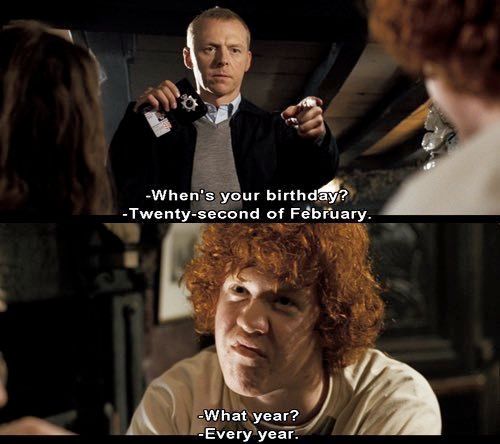 -When's your birthday?
-Twenty-second of February.
-What year?
-Every year.